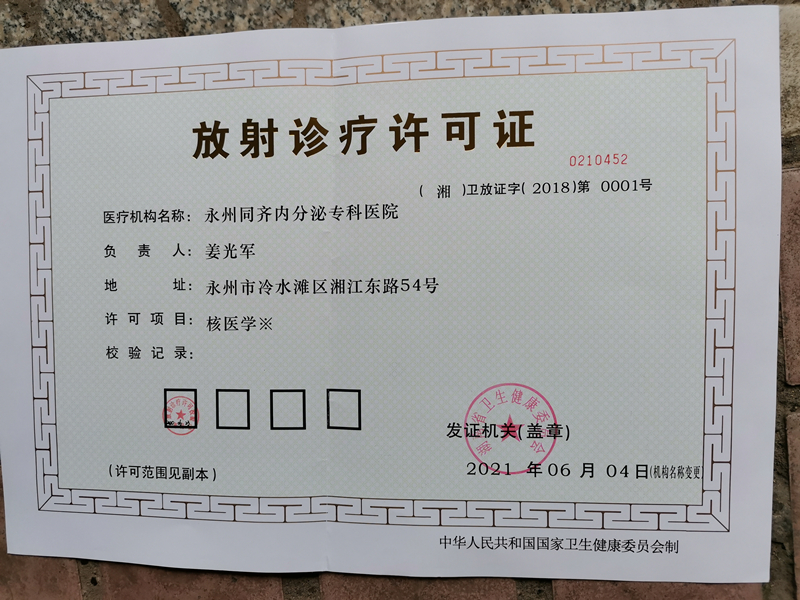 放射诊疗许可证
0210452
( 湘 )卫放证字( 2018)第 0001号
医疗机构名称：永州同齐内分泌专科医院
负责人：姜光军
地址：永州市冷水滩区湘江东路54号
许可项目：核医学※
校验记录：
发证机关(盖章)
2021 年 06 月 04 日(机构名称变更)
(许可范围见副本)
中华人民共和国国家卫生健康委员会制